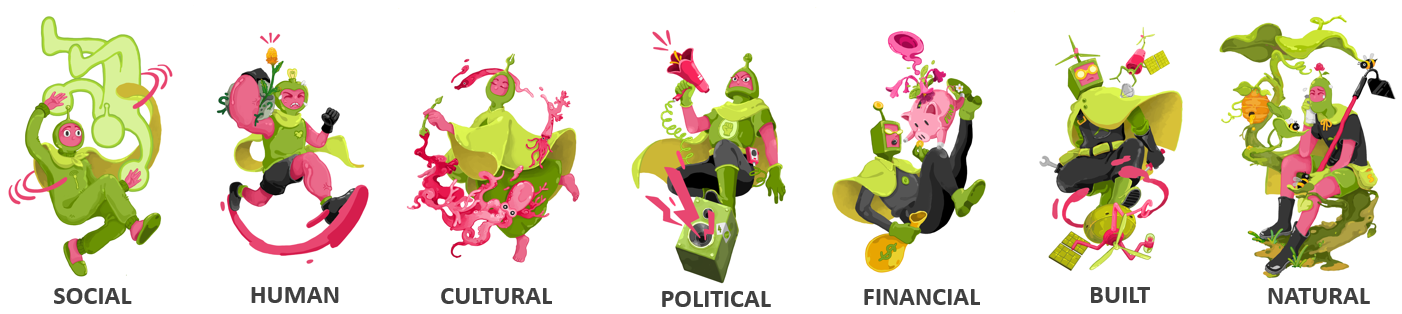 SOCIAL
HUMAN
CULTURAL
POLITICAL
FINANCIAL
BUILT
NATURAL